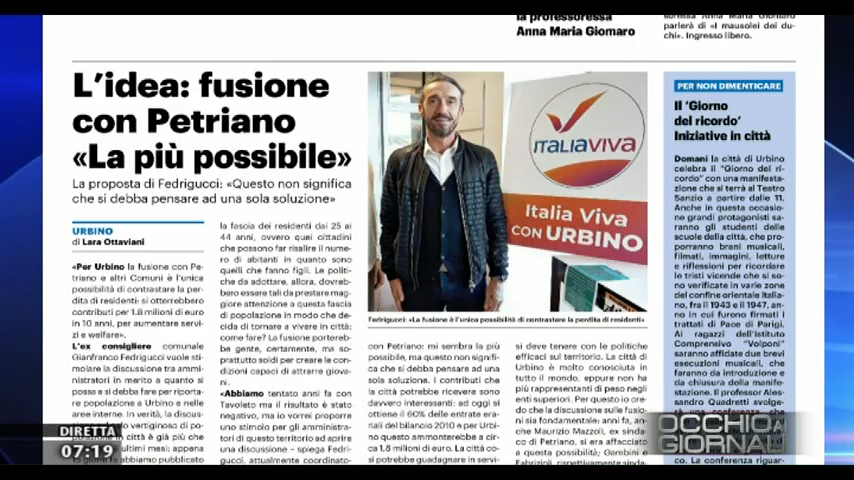 la professoressa
Anna Maria Giomaro
parlerà di «I mausolei dei du-
chi». Ingresso libero.
L'idea: fusione
con Petriano
«La più possibile»
La proposta di Fedrigucci: «Questo non significa
che si debba pensare ad una sola soluzione»
URBINO
di Lara Ottaviani
«Per Urbino la fusione con Pe-
triano e altri Comuni è l'unica
possibilità di contrastare la per-
dita di residenti: si otterrebbero
contributi per 1.8 milioni di euro
in 10 anni, per aumentare servi-
zi e welfare».
L'ex consigliere comunale
Gianfranco Fedrigucci vuole sti-
molare la discussione tra ammi-
nistratori in merito a quanto si
possa e si debba fare per riporta-
re popolazione a Urbino e nelle
aree interne. In verità, la discus-
vertiginoso di po-
in città è già più che
ultimi mesi: appena
abbiamo pubblicato
la fascia dei residenti dai 25 ai
44 anni, ovvero quei cittadini
che possono far risalire il nume-
ro di abitanti in quanto sono
quelli che fanno figli. Le politi-
che da adottare, allora, dovreb-
bero essere tali da prestare mag-
giore attenzione a questa fascia
di popolazione in modo che de-
cida di tornare a vivere in città:
come fare? La fusione portereb-
be gente, certamente, ma so-
prattutto soldi per creare le con-
dizioni capaci di attrarre giova-
ni.
«Abbiamo tentato anni fa con
Tavoleto ma il risultato è stato
negativo, ma io vorrei proporre
uno stimolo per gli amministra-
tori di questo territorio ad aprire
una discussione – spiega Fedri-
gucci, attualmente coordinato-
ITALIAVIVA
Italia Viva
CON URBINO
Fedrigucci: «La fusione è l'unica possibilità di contrastare la perdita di residenti»
con Petriano: mi sembra la più
possibile, ma questo non signifi-
ca che si debba pensare ad una
sola soluzione. I contributi che
la città potrebbe ricevere sono
davvero interessanti: ad oggi si
ottiene il 60% delle entrate era-
riali del bilancio 2010 e per Urbi-
no questo ammonterebbe a cir-
ca 1,8 milioni di euro. La città co-
sì potrebbe guadagnare in servi-
si deve tenere con le politiche
efficaci sul territorio. La città di
Urbino è molto conosciuta in
tutto il mondo, eppure non ha
più rappresentanti di peso negli
enti superiori. Per questo io cre-
do che la discussione sulle fusio-
ni sia fondamentale: anni fa, an-
che Maurizio Mazzoli, ex sinda-
co di Petriano, si era affacciato
a questa possibilità; Gambini e
Fabrizioli, rispettivamente sinda-
PER NON DIMENTICARE
Il 'Giorno
del ricordo'
Iniziative in città
Domani la città di Urbino
celebra il "Giorno del ri-
cordo" con una manifesta-
zione che si terrà al Teatro
Sanzio a partire dalle 11.
Anche in questa occasio-
ne grandi protagonisti sa-
ranno gli studenti delle
scuole della città, che pro-
porranno brani musicali,
filmati, immagini, letture
e riflessioni per ricordare
le tristi vicende che si so-
no verificate in varie zone
del confine orientale italia-
no, fra il 1943 e il 1947, an-
no in cui furono firmati i
trattati di Pace di Parigi.
Ai ragazzi dell'Istituto
Comprensivo "Volponi"
saranno affidate due brevi
esecuzioni musicali, che
faranno da introduzione e
da chiusura della manife-
stazione. Il professor Ales-
sandro Quadretti svolge-
rà una conferenza che
co. La conferenza riguar-
DIRETTA
07:19
OCCHIO AI
GIORNALI